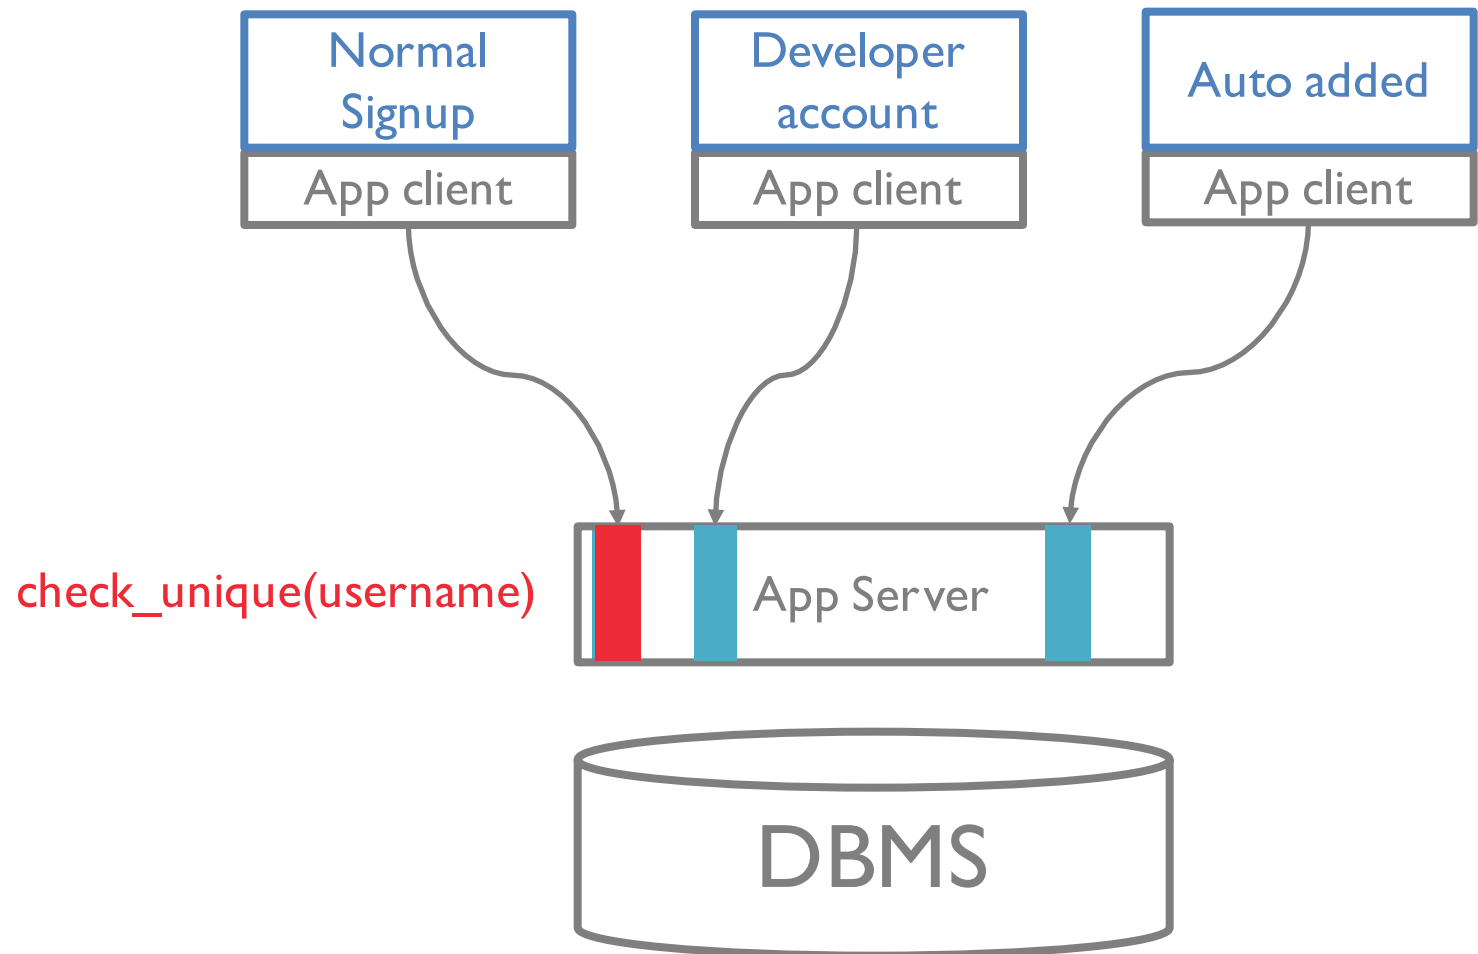 Normal
Signup
Developer
account
Auto added
App client
App client
App client
check_unique(username)
App Server
DBMS